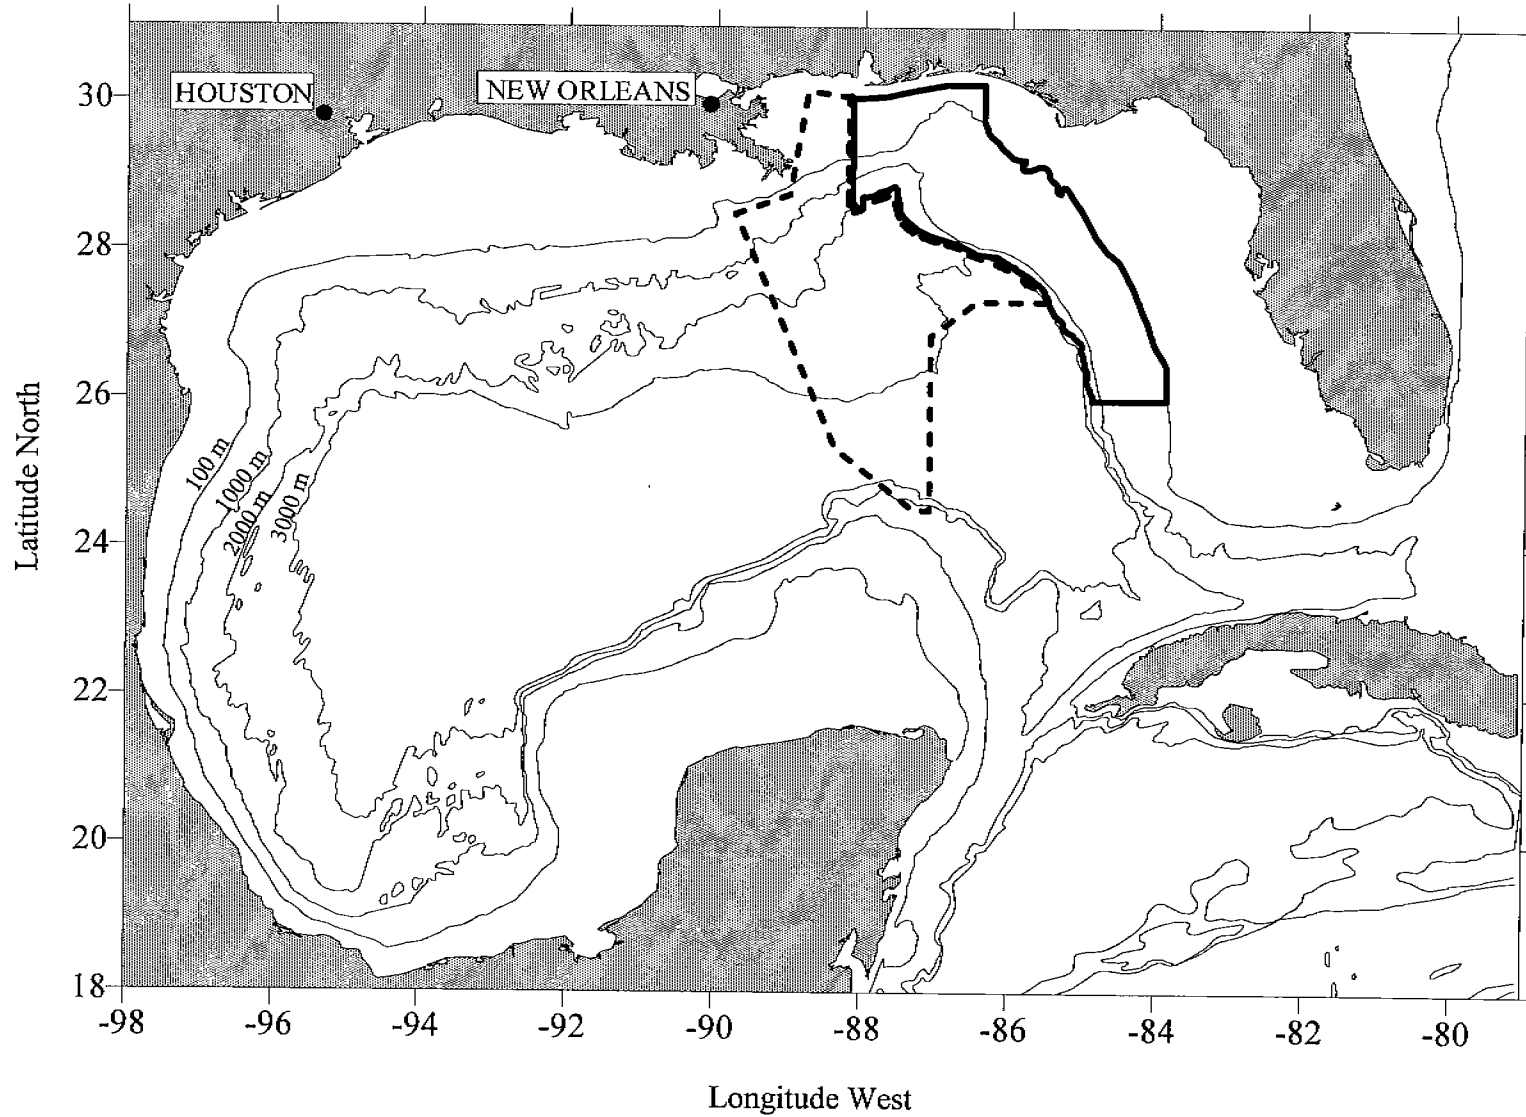 HOUSTON
NEW ORLEANS
30
28
26
24
22
20
18
Latitude North
100 m
1000 m
2000 m
3000 m
-98 -96 -94 -92 -90 -88 -86 -84 -82 -80
Longitude West